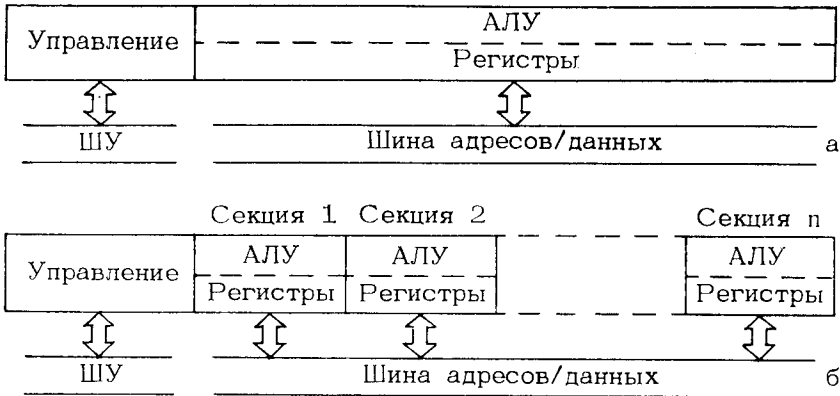 Управление
АЛУ
Регистры
ШУ
Шина адресов/данных
а
Секция 1 Секция 2 Секция n
Управление
АЛУ АЛУ АЛУ
Регистры Регистры Регистры
ШУ
Шина адресов/данных
б